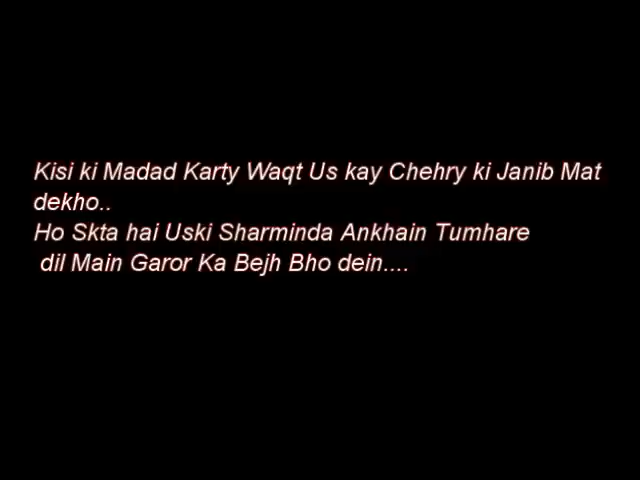 Kisi ki Madad Karty Waqt Us kay Chehry ki Janib Mat
dekho..
Ho Skta hai Uski Sharminda Ankhain Tumhare
dil Main Garor Ka Bejh Bho dein....